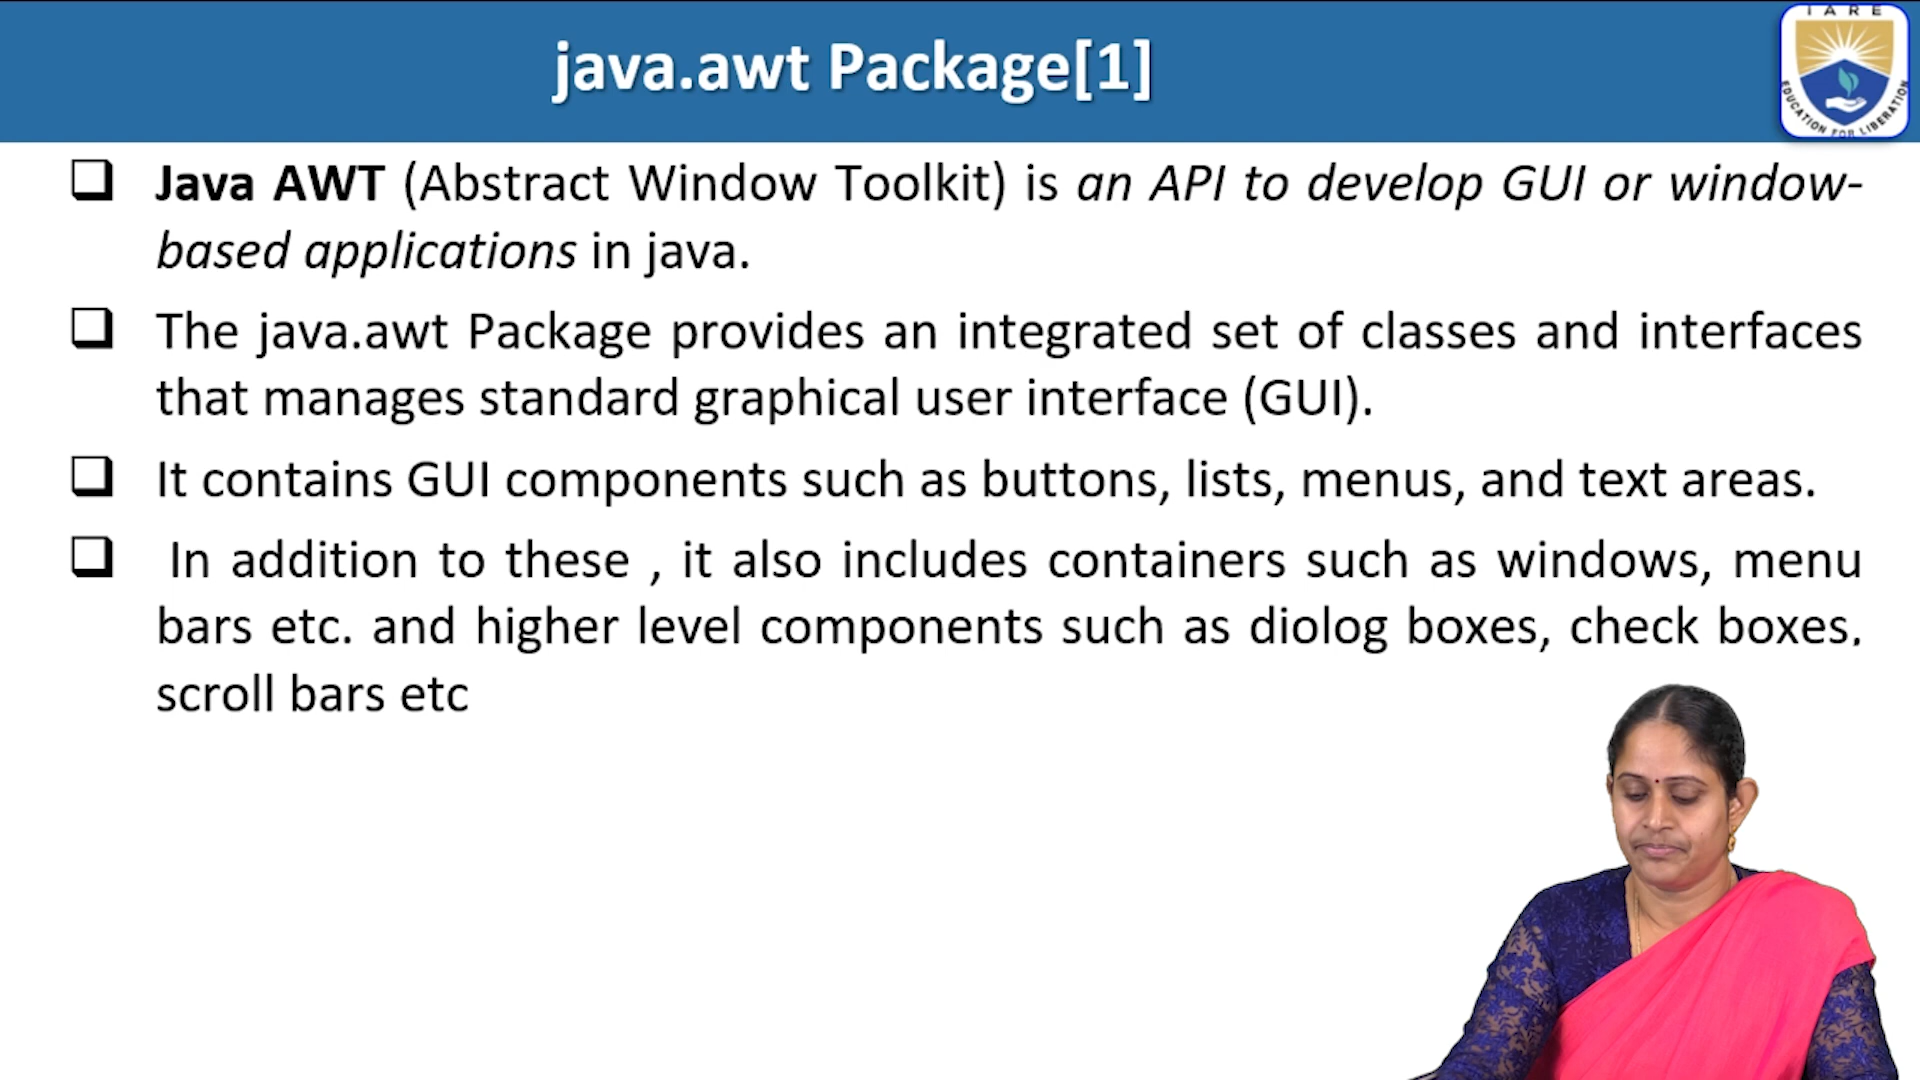 java.awt Package[1]
IARE
EDUCATION FOR LIBERATION
Java AWT (Abstract Window Toolkit) is an API to develop GUI or window-
based applications in java.
The java.awt Package provides an integrated set of classes and interfaces
that manages standard graphical user interface (GUI).
It contains GUI components such as buttons, lists, menus, and text areas.
In addition to these , it also includes containers such as windows, menu
bars etc. and higher level components such as diolog boxes, check boxes.
scroll bars etc